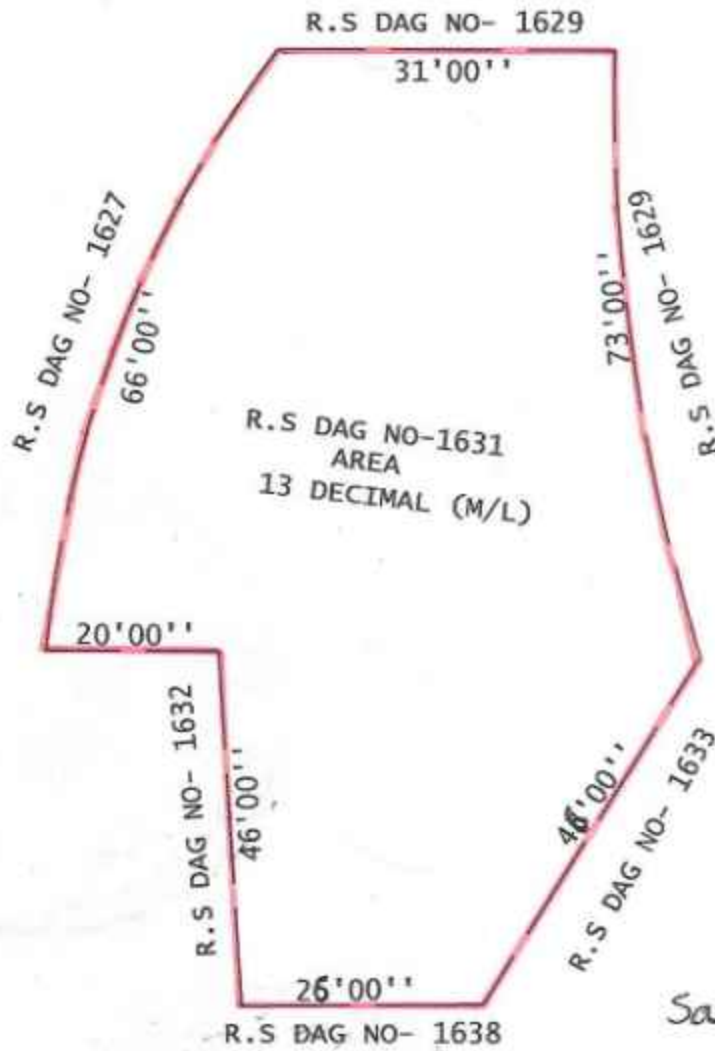 R.S DAG NO- 1629
31'00''
R.S DAG NO- 1627
66'00''
73'00''
R.S DAG NO- 1629
R.S DAG NO-1631
AREA
13 DECIMAL (M/L)
20'00''
R.S DAG NO- 1632
46'00''
R.S DAG NO- 1633
26'00''
R.S DAG NO- 1638
Sa